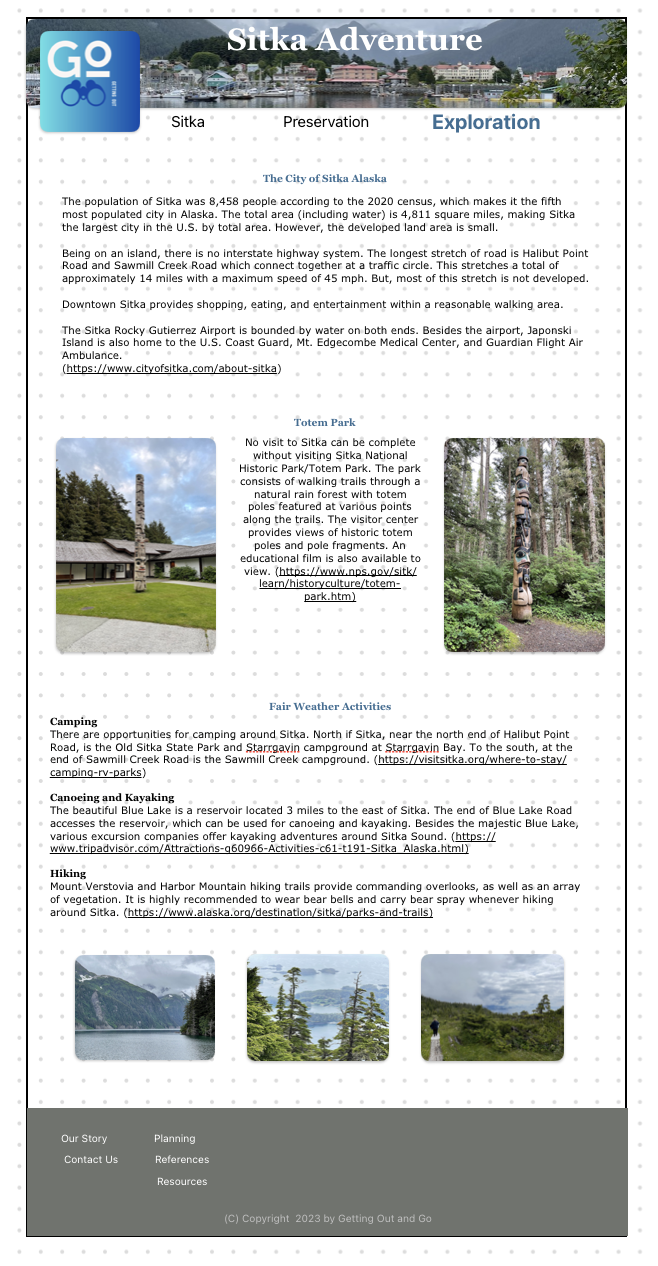 Sitka Adventure
GO
GETTING OUT
Sitka
Preservation
Exploration
The City of Sitka Alaska
The population of Sitka was 8,458 people according to the 2020 census, which makes it the fifth
most populated city in Alaska. The total area (including water) is 4,811 square miles, making Sitka
the largest city in the U.S. by total area. However, the developed land area is small.
Being on an island, there is no interstate highway system. The longest stretch of road is Halibut Point
Road and Sawmill Creek Road which connect together at a traffic circle. This stretches a total of
approximately 14 miles with a maximum speed of 45 mph. But, most of this stretch is not developed.
Downtown Sitka provides shopping, eating, and entertainment within a reasonable walking area.
The Sitka Rocky Gutierrez Airport is bounded by water on both ends. Besides the airport, Japonski
Island is also home to the U.S. Coast Guard, Mt. Edgecombe Medical Center, and Guardian Flight Air
Ambulance.
(https://www.cityofsitka.com/about-sitka)
Totem Park
No visit to Sitka can be complete
without visiting Sitka National
Historic Park/Totem Park. The park
consists of walking trails through a
natural rain forest with totem
poles featured at various points
along the trails. The visitor center
provides views of historic totem
poles and pole fragments. An
educational film is also available to
view. (https://www.nps.gov/sitk/
learn/historyculture/totem-
park.htm)
Fair Weather Activities
Camping
There are opportunities for camping around Sitka. North if Sitka, near the north end of Halibut Point
Road, is the Old Sitka State Park and Starrgavin campground at Starrgavin Bay. To the south, at the
end of Sawmill Creek Road is the Sawmill Creek campground. (https://visitsitka.org/where-to-stay/
camping-rv-parks)
Canoeing and Kayaking
The beautiful Blue Lake is a reservoir located 3 miles to the east of Sitka. The end of Blue Lake Road
accesses the reservoir, which can be used for canoeing and kayaking. Besides the majestic Blue Lake,
various excursion companies offer kayaking adventures around Sitka Sound. (https://
www.tripadvisor.com/Attractions-g60966-Activities-c61-t191-Sitka_Alaska.html)
Hiking
Mount Verstovia and Harbor Mountain hiking trails provide commanding overlooks, as well as an array
of vegetation. It is highly recommended to wear bear bells and carry bear spray whenever hiking
around Sitka. (https://www.alaska.org/destination/sitka/parks-and-trails)
Our Story
Planning
Contact Us
References
Resources
(C) Copyright 2023 by Getting Out and Go